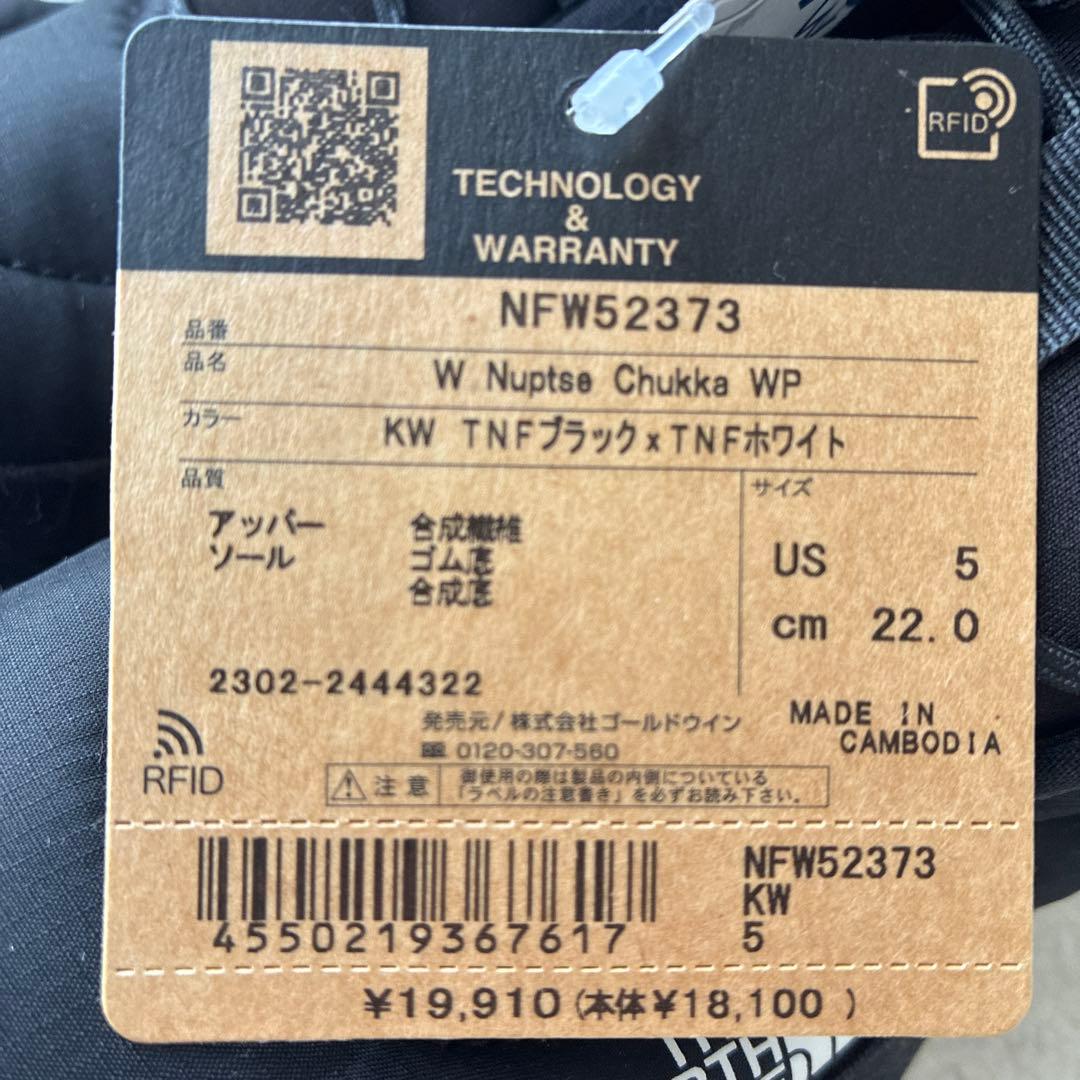 RFID
TECHNOLOGY
&
WARRANTY
品番 NFW52373
品名 W Nuptse Chukka WP
カラー KW TNFブラック×TNFホワイト
品質
アッパー 合成繊維
ソール ゴム底
合成底
サイズ
US 5
cm 22.0
2302-2444322
発売元/株式会社ゴールドウイン
0120-307-560
MADE IN
CAMBODIA
RFID
注意 御使用の際は製品の内側についている
「ラベルの注意書き」を必ずお読み下さい。
4550219367617
NFW52373
KW
5
¥19,910(本体¥18,100 )